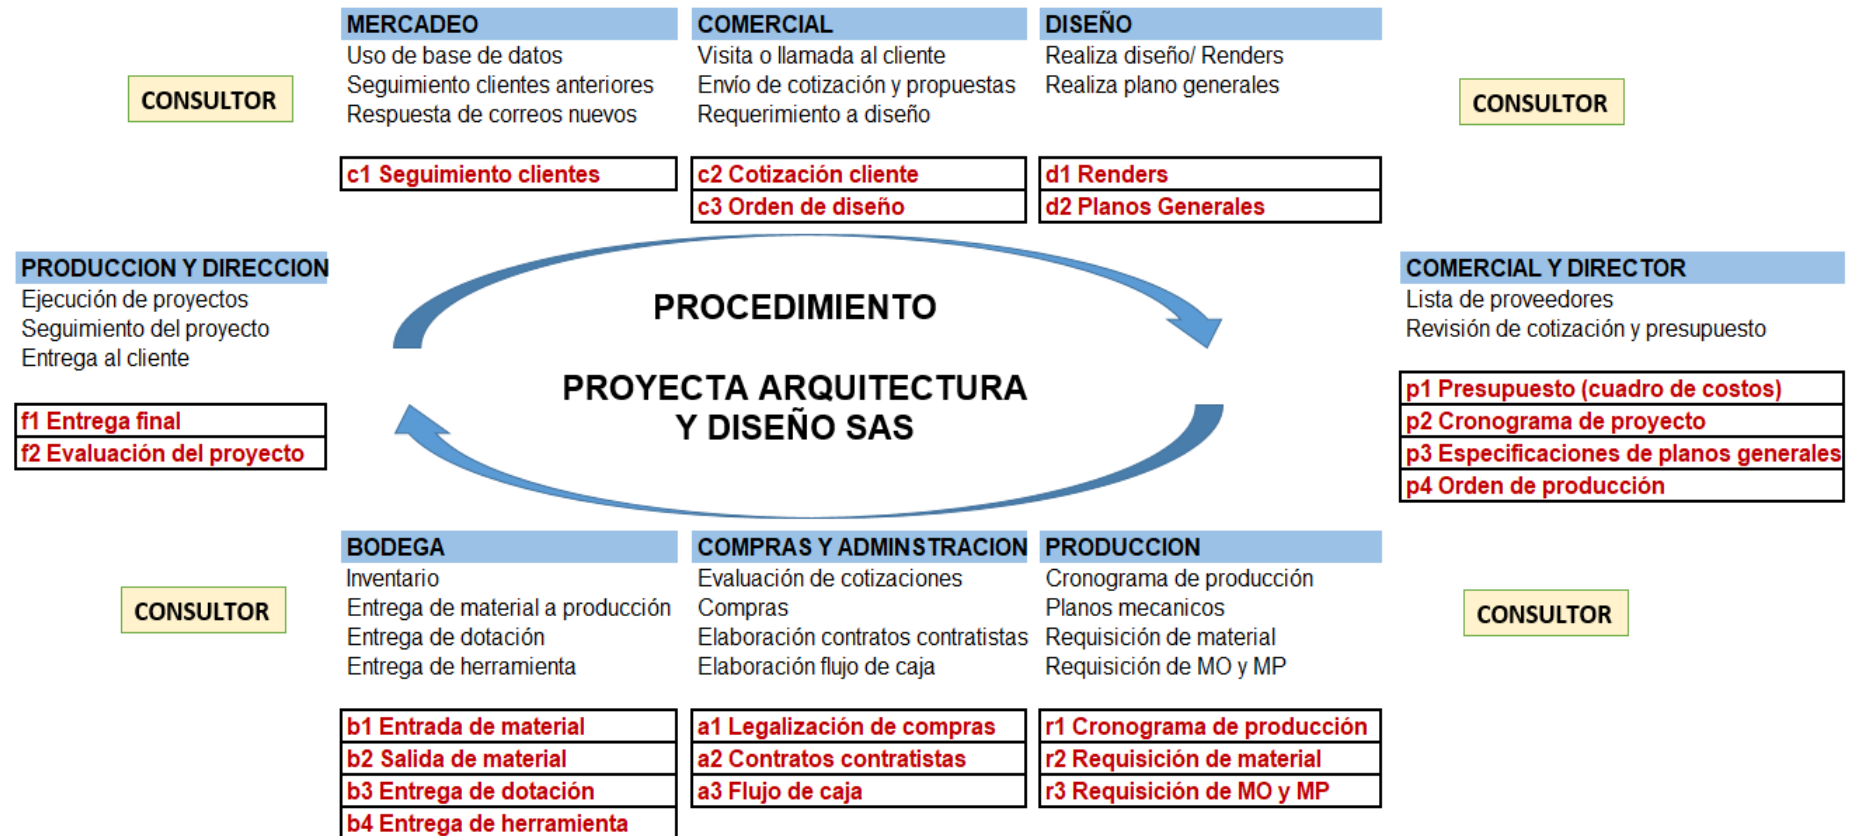 MERCADEO
Uso de base de datos
Seguimiento clientes anteriores
Respuesta de correos nuevos
c1 Seguimiento clientes
COMERCIAL
Visita o llamada al cliente
Envío de cotización y propuestas
Requerimiento a diseño
c2 Cotización cliente
c3 Orden de diseño
DISEÑO
Realiza diseño/ Renders
Realiza plano generales
d1 Renders
d2 Planos Generales
CONSULTOR
CONSULTOR
PRODUCCION Y DIRECCION
Ejecución de proyectos
Seguimiento del proyecto
Entrega al cliente
f1 Entrega final
f2 Evaluación del proyecto
PROCEDIMIENTO
PROYECTA ARQUITECTURA
Y DISEÑO SAS
COMERCIAL Y DIRECTOR
Lista de proveedores
Revisión de cotización y presupuesto
p1 Presupuesto (cuadro de costos)
p2 Cronograma de proyecto
p3 Especificaciones de planos generales
p4 Orden de producción
CONSULTOR
BODEGA
Inventario
Entrega de material a producción
Entrega de dotación
Entrega de herramienta
b1 Entrada de material
b2 Salida de material
b3 Entrega de dotación
b4 Entrega de herramienta
COMPRAS Y ADMINSTRACION
Evaluación de cotizaciones
Compras
Elaboración contratos contratistas
Elaboración flujo de caja
a1 Legalización de compras
a2 Contratos contratistas
a3 Flujo de caja
PRODUCCION
Cronograma de producción
Planos mecanicos
Requisición de material
Requisición de MO y MP
r1 Cronograma de producción
r2 Requisición de material
r3 Requisición de MO y MP
CONSULTOR